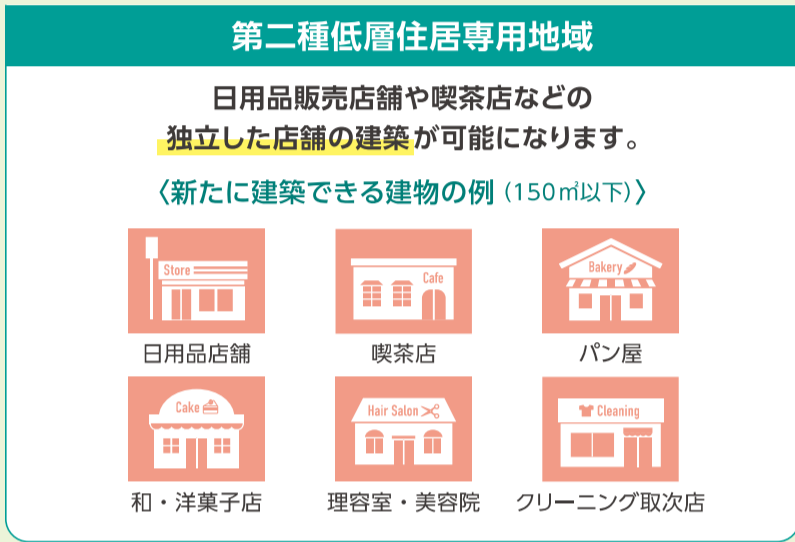 第二種低層住居専用地域
日用品販売店舗や喫茶店などの
独立した店舗の建築が可能になります。
〈新たに建築できる建物の例（150㎡以下）〉
Store
Cafe
Bakery
日用品店舗
喫茶店
パン屋
Cake
Hair Salon
Cleaning
和・洋菓子店
理容室・美容院
クリーニング取次店